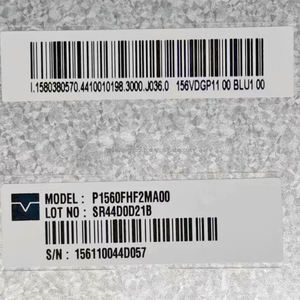 I.1580380570.4410010198.3000.J036.0 156VDGP11 00 BLU1 00
MODEL : P1560FHF2MA00
LOT NO : SR44D0D21B
S/N : 156110044D057